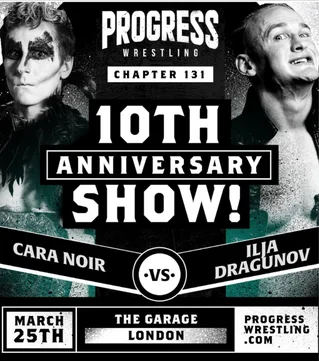 PROGRESS
WRESTLING
CHAPTER 131
10TH
ANNIVERSARY
SHOW!
CARA NOIR
·VS·
ILJA
DRAGUNOV
MARCH
25TH
THE GARAGE
LONDON
PROGRESS
WRESTLING
.COM